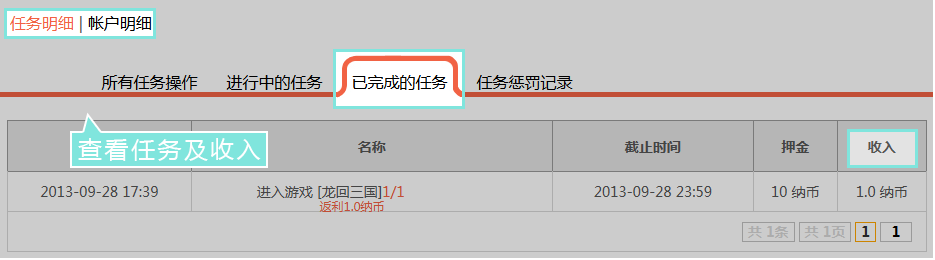 任务明细 | 帐户明细
所有任务操作 进行中的任务 已完成的任务 任务惩罚记录
查看任务及收入
名称 截止时间 押金 收入
2013-09-28 17:39 进入游戏 [龙回三国]1/1 2013-09-28 23:59 10 纳币 1.0 纳币
返利1.0纳币
共 1条 共 1页 1 1